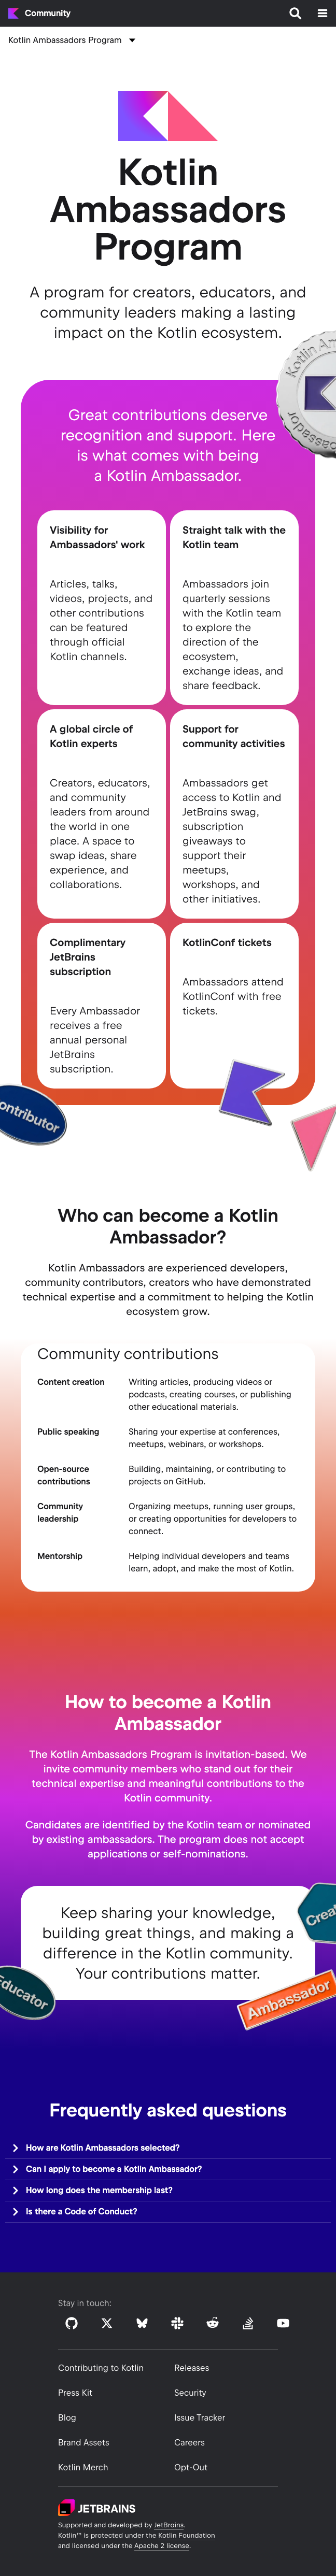 Community
Kotlin Ambassadors Program
Kotlin
Ambassadors
Program
A program for creators, educators, and
community leaders making a lasting
impact on the Kotlin ecosystem.
Great contributions deserve
recognition and support. Here
is what comes with being
a Kotlin Ambassador.
Visibility for
Ambassadors' work
Articles, talks,
videos, projects, and
other contributions
can be featured
through official
Kotlin channels.
Straight talk with the
Kotlin team
Ambassadors join
quarterly sessions
with the Kotlin team
to explore the
direction of the
ecosystem,
exchange ideas, and
share feedback.
A global circle of
Kotlin experts
Creators, educators,
and community
leaders from around
the world in one
place. A space to
swap ideas, share
experience, and
collaborations.
Support for
community activities
Ambassadors get
access to Kotlin and
JetBrains swag,
subscription
giveaways to
support their
meetups,
workshops, and
other initiatives.
Complimentary
JetBrains
subscription
Every Ambassador
receives a free
annual personal
JetBrains
subscription.
KotlinConf tickets
Ambassadors attend
KotlinConf with free
tickets.
ontributor
Who can become a Kotlin
Ambassador?
Kotlin Ambassadors are experienced developers,
community contributors, creators who have demonstrated
technical expertise and a commitment to helping the Kotlin
ecosystem grow.
Community contributions
Content creation
Writing articles, producing videos or
podcasts, creating courses, or publishing
other educational materials.
Public speaking
Sharing your expertise at conferences,
meetups, webinars, or workshops.
Open-source
contributions
Building, maintaining, or contributing to
projects on GitHub.
Community
leadership
Organizing meetups, running user groups,
or creating opportunities for developers to
connect.
Mentorship
Helping individual developers and teams
learn, adopt, and make the most of Kotlin.
How to become a Kotlin
Ambassador
The Kotlin Ambassadors Program is invitation-based. We
invite community members who stand out for their
technical expertise and meaningful contributions to the
Kotlin community.
Candidates are identified by the Kotlin team or nominated
by existing ambassadors. The program does not accept
applications or self-nominations.
Keep sharing your knowledge,
building great things, and making a
difference in the Kotlin community.
Your contributions matter.
Crea
Educator
Ambassador
Frequently asked questions
How are Kotlin Ambassadors selected?
Can I apply to become a Kotlin Ambassador?
How long does the membership last?
Is there a Code of Conduct?
Stay in touch:
Contributing to Kotlin
Releases
Press Kit
Security
Blog
Issue Tracker
Brand Assets
Careers
Kotlin Merch
Opt-Out
JETBRAINS
Supported and developed by JetBrains.
Kotlin™ is protected under the Kotlin Foundation
and licensed under the Apache 2 license.